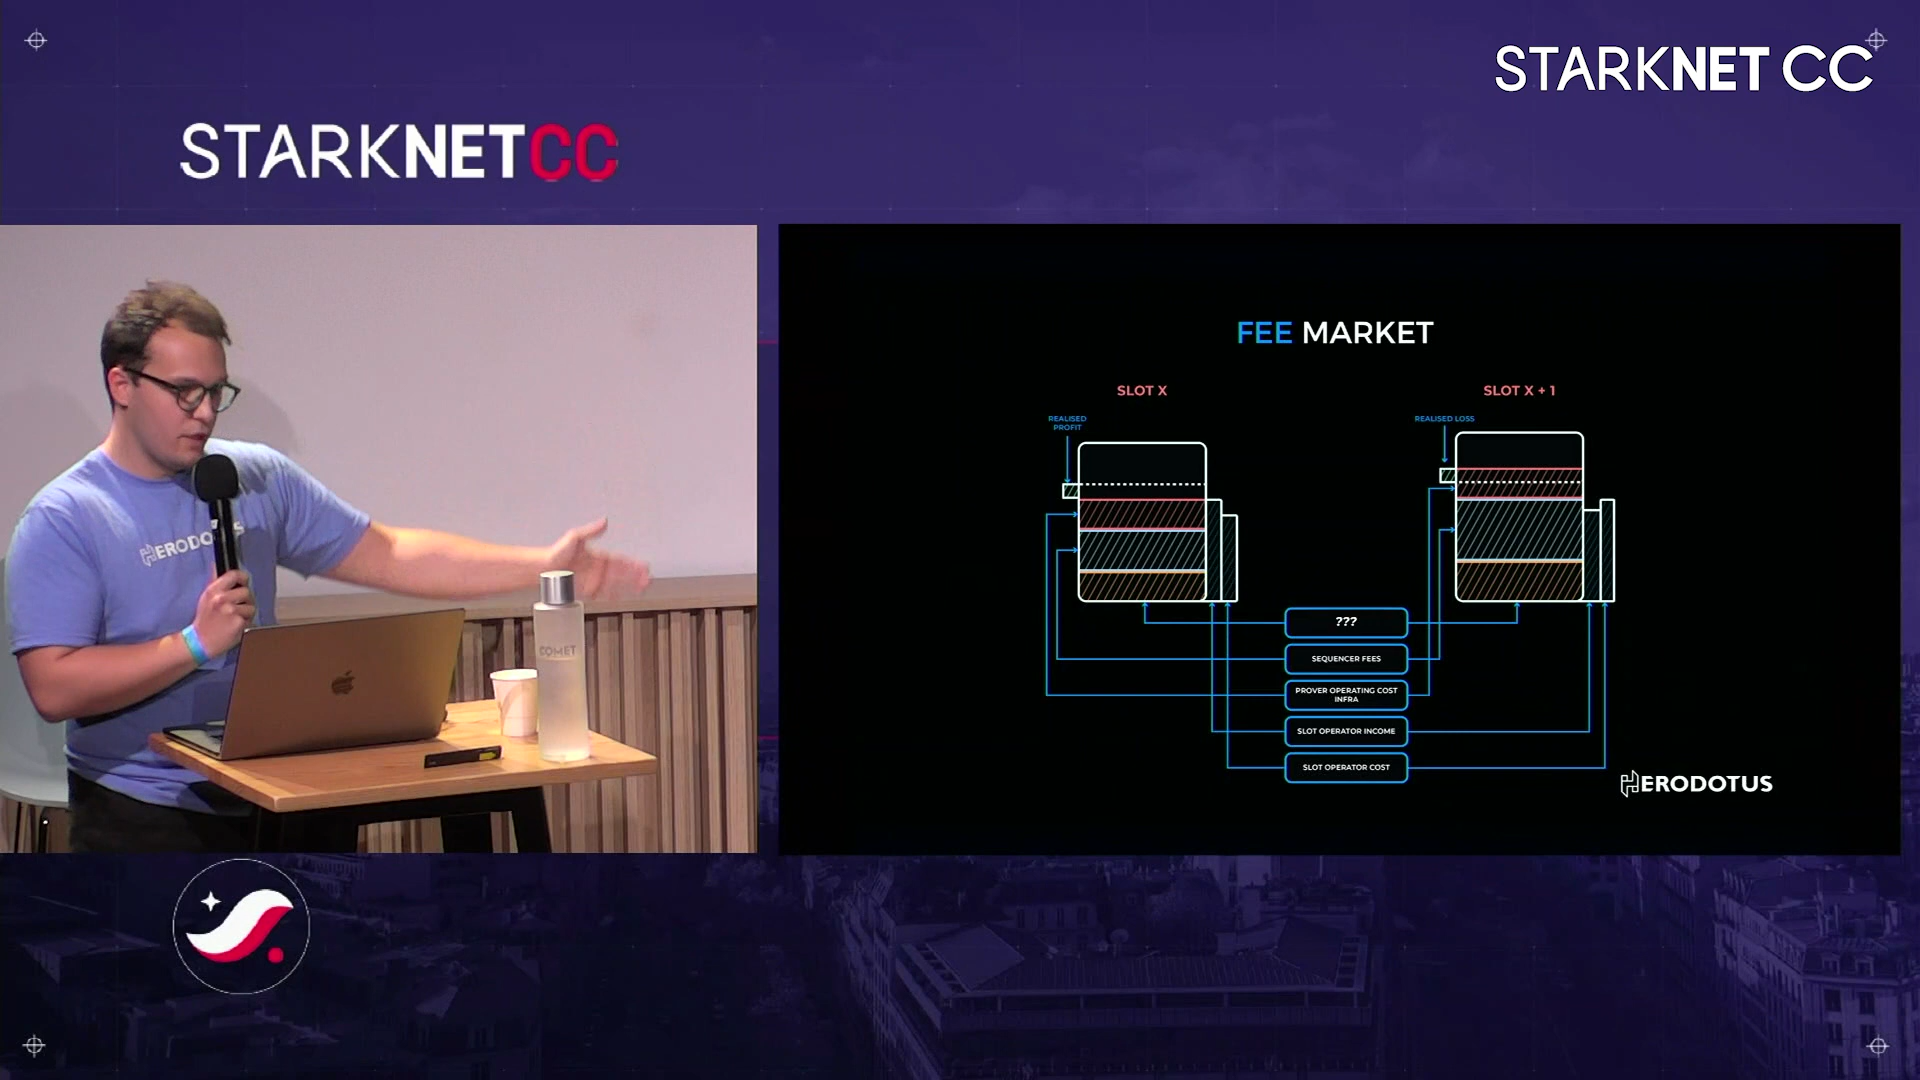 STARKNET CC
STARKNETCC
FEE MARKET
SLOT X
SLOT X + 1
REALISED
PROFIT
REALISED LOSS
???
SEQUENCER FEES
PROVER OPERATING COST
INFRA
SLOT OPERATOR INCOME
SLOT OPERATOR COST
HERODOTUS
HERODOTUS
COMET